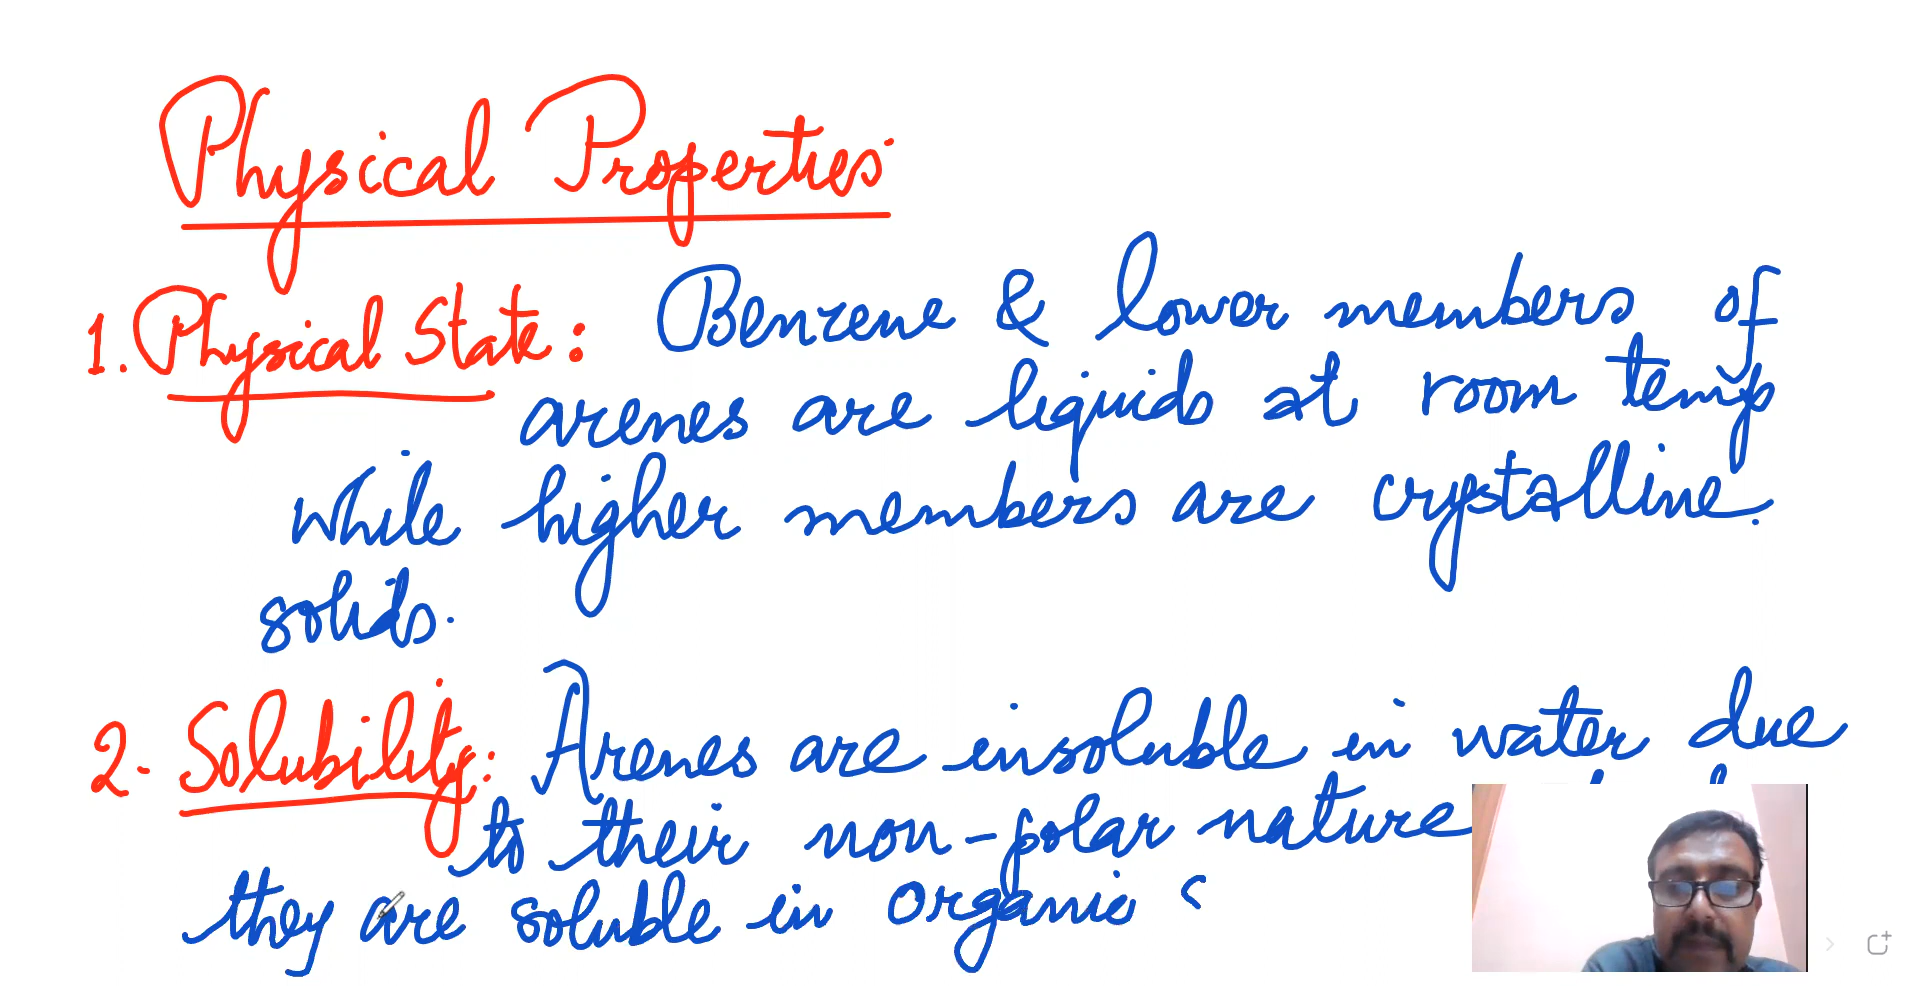 Physical Properties
1. Physical State: Benzene & lower members of
arenes are liquids at room temp
while higher members are crystalline.
solids.
2. Solubility: Arenes are insoluble in water due
to their non-polar nature
they are soluble in organic s